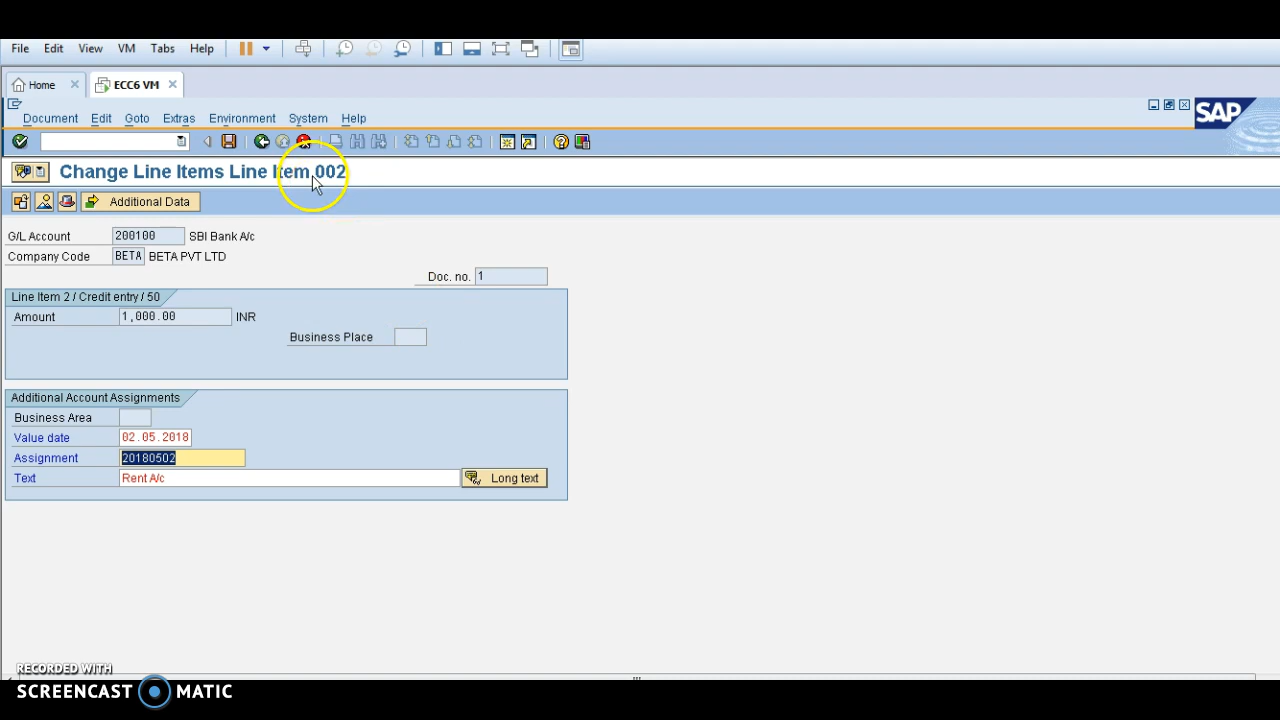 File Edit View VM Tabs Help
Home ECC6 VM
Document Edit Goto Extras Environment System Help
SAP
Change Line Items Line Item 002
Additional Data
G/L Account 200100 SBI Bank A/c
Company Code BETA BETA PVT LTD
Doc. no. 1
Line Item 2 / Credit entry / 50
Amount 1,000.00 INR
Business Place
Additional Account Assignments
Business Area
Value date 02.05.2018
Assignment 20180502
Text Rent A/c Long text
RECORDED WITH
SCREENCAST MATIC